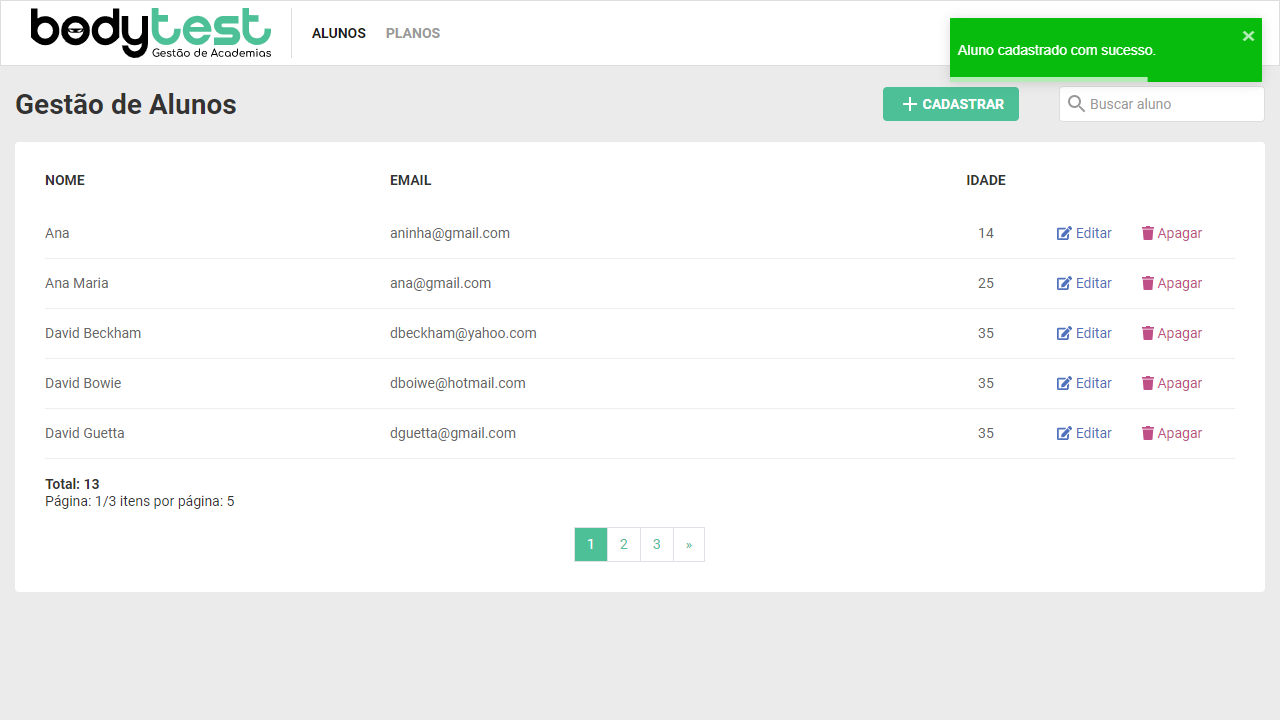 bodytest
Gestão de Academias
ALUNOS PLANOS
Aluno cadastrado com sucesso.
Gestão de Alunos
CADASTRAR
Buscar aluno
NOME EMAIL IDADE
Ana aninha@gmail.com 14 Editar Apagar
Ana Maria ana@gmail.com 25 Editar Apagar
David Beckham dbeckham@yahoo.com 35 Editar Apagar
David Bowie dboiwe@hotmail.com 35 Editar Apagar
David Guetta dguetta@gmail.com 35 Editar Apagar
Total: 13
Página: 1/3 itens por página: 5
1 2 3 »